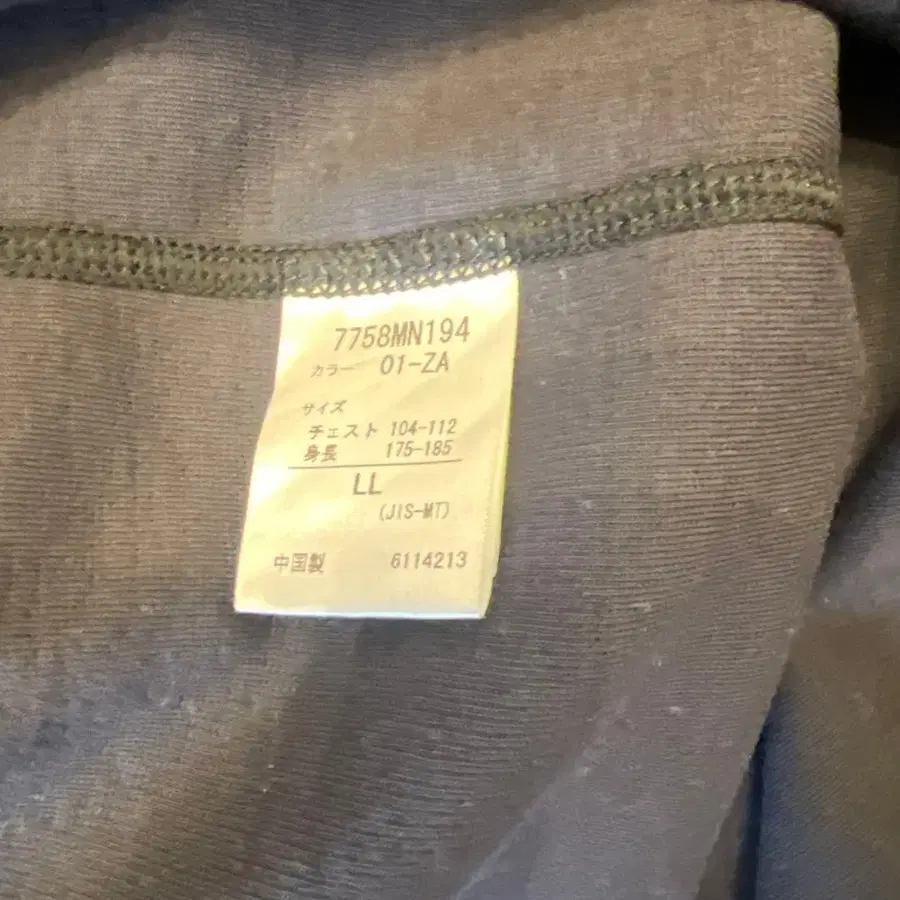 7758MN194
カラー 01-ZA
サイズ
チェスト 104-112
身長 175-185
LL
(JIS-MT)
中国製 6114213